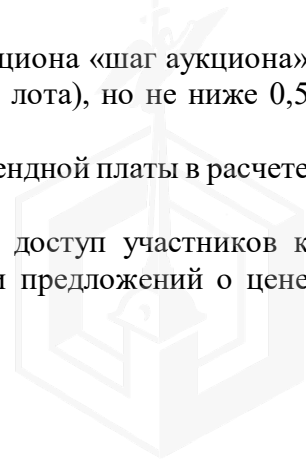 циона «шаг аукциона»
лота), но не ниже 0,5
ендной платы в расчете
доступ участников к
и предложений о цене